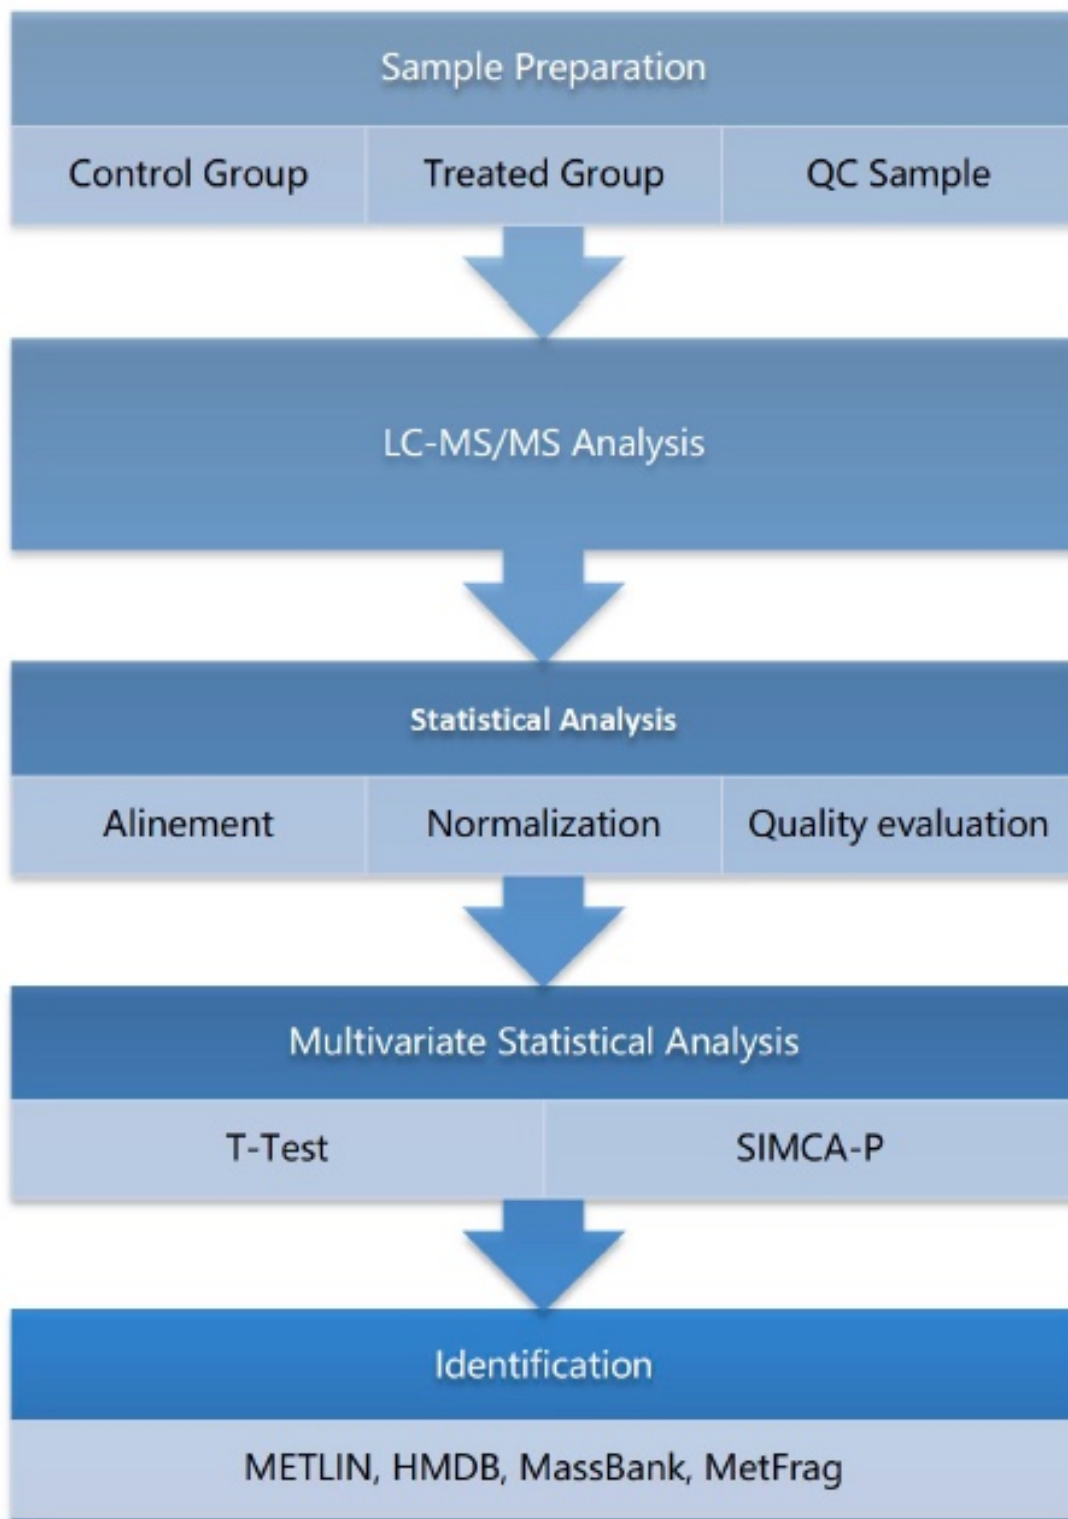 Sample Preparation
Control Group Treated Group QC Sample
LC-MS/MS Analysis
Statistical Analysis
Alinement Normalization Quality evaluation
Multivariate Statistical Analysis
T-Test SIMCA-P
Identification
METLIN, HMDB, MassBank, MetFrag